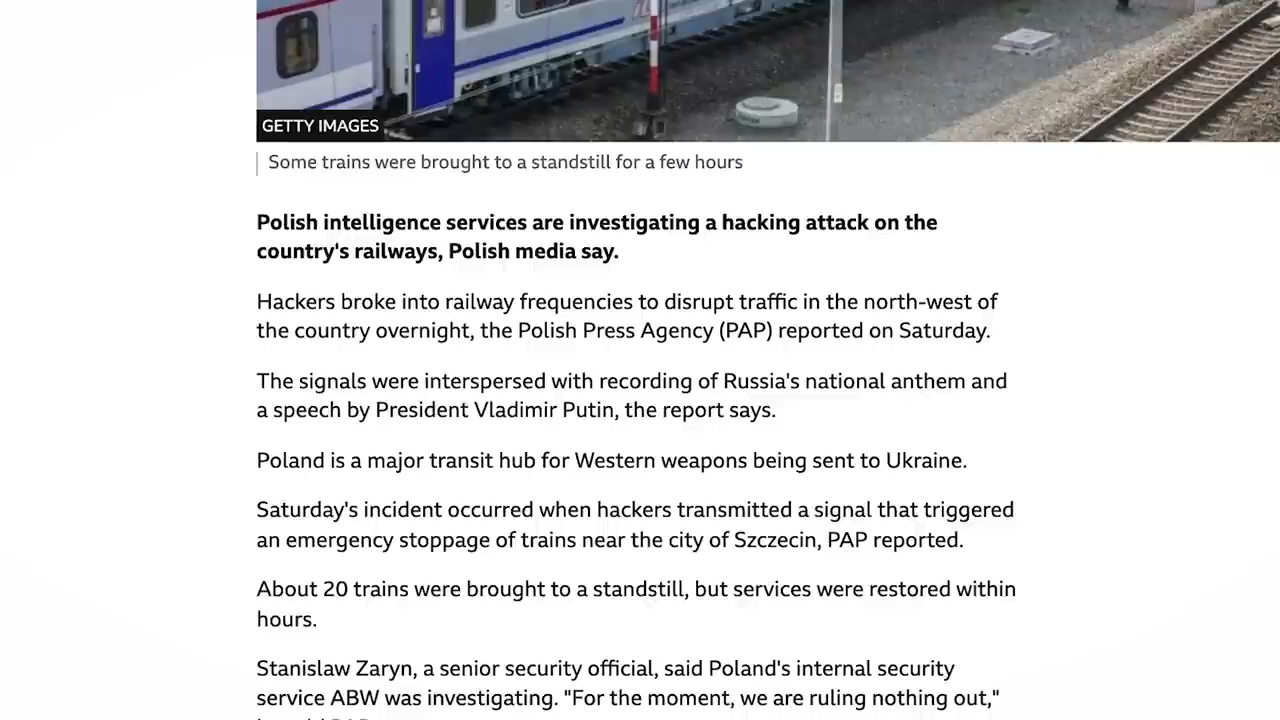 GETTY IMAGES
Some trains were brought to a standstill for a few hours
Polish intelligence services are investigating a hacking attack on the
country's railways, Polish media say.
Hackers broke into railway frequencies to disrupt traffic in the north-west of
the country overnight, the Polish Press Agency (PAP) reported on Saturday.
The signals were interspersed with recording of Russia's national anthem and
a speech by President Vladimir Putin, the report says.
Poland is a major transit hub for Western weapons being sent to Ukraine.
Saturday's incident occurred when hackers transmitted a signal that triggered
an emergency stoppage of trains near the city of Szczecin, PAP reported.
About 20 trains were brought to a standstill, but services were restored within
hours.
Stanislaw Zaryn, a senior security official, said Poland's internal security
service ABW was investigating. "For the moment, we are ruling nothing out,"